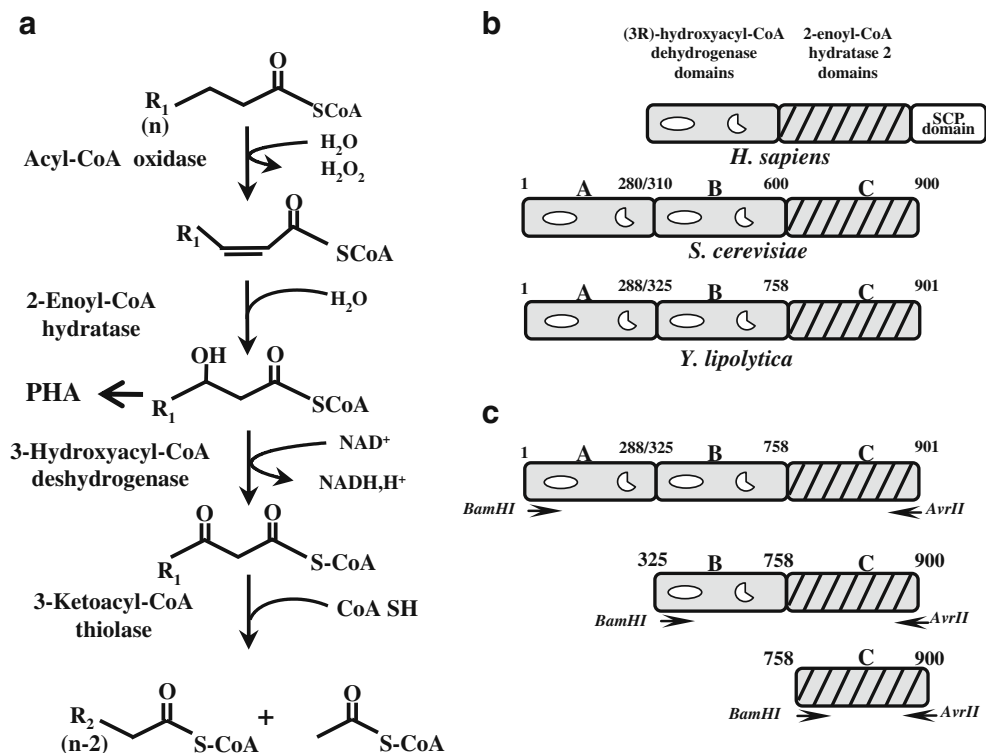 a
O
R1
(n)
SCoA
Acyl-CoA oxidase
H2O
H2O2
O
R1
SCoA
2-Enoyl-CoA
hydratase
H2O
OH
O
PHA
R1
SCoA
3-Hydroxyacyl-CoA
deshydrogenase
NAD+
NADH,H+
O
O
R1
S-CoA
3-Ketoacyl-CoA
thiolase
CoA SH
O
O
R2
(n-2)
S-CoA
+
S-CoA
b
(3R)-hydroxyacyl-CoA
dehydrogenase
domains
2-enoyl-CoA
hydratase 2
domains
SCP
domain
H. sapiens
1 A 280/310 B 600 C 900
S. cerevisiae
1 A 288/325 B 758 C 901
Y. lipolytica
c
1 A 288/325 B 758 C 901
BamHI AvrII
325 B 758 C 900
BamHI AvrII
758 C 900
BamHI AvrII